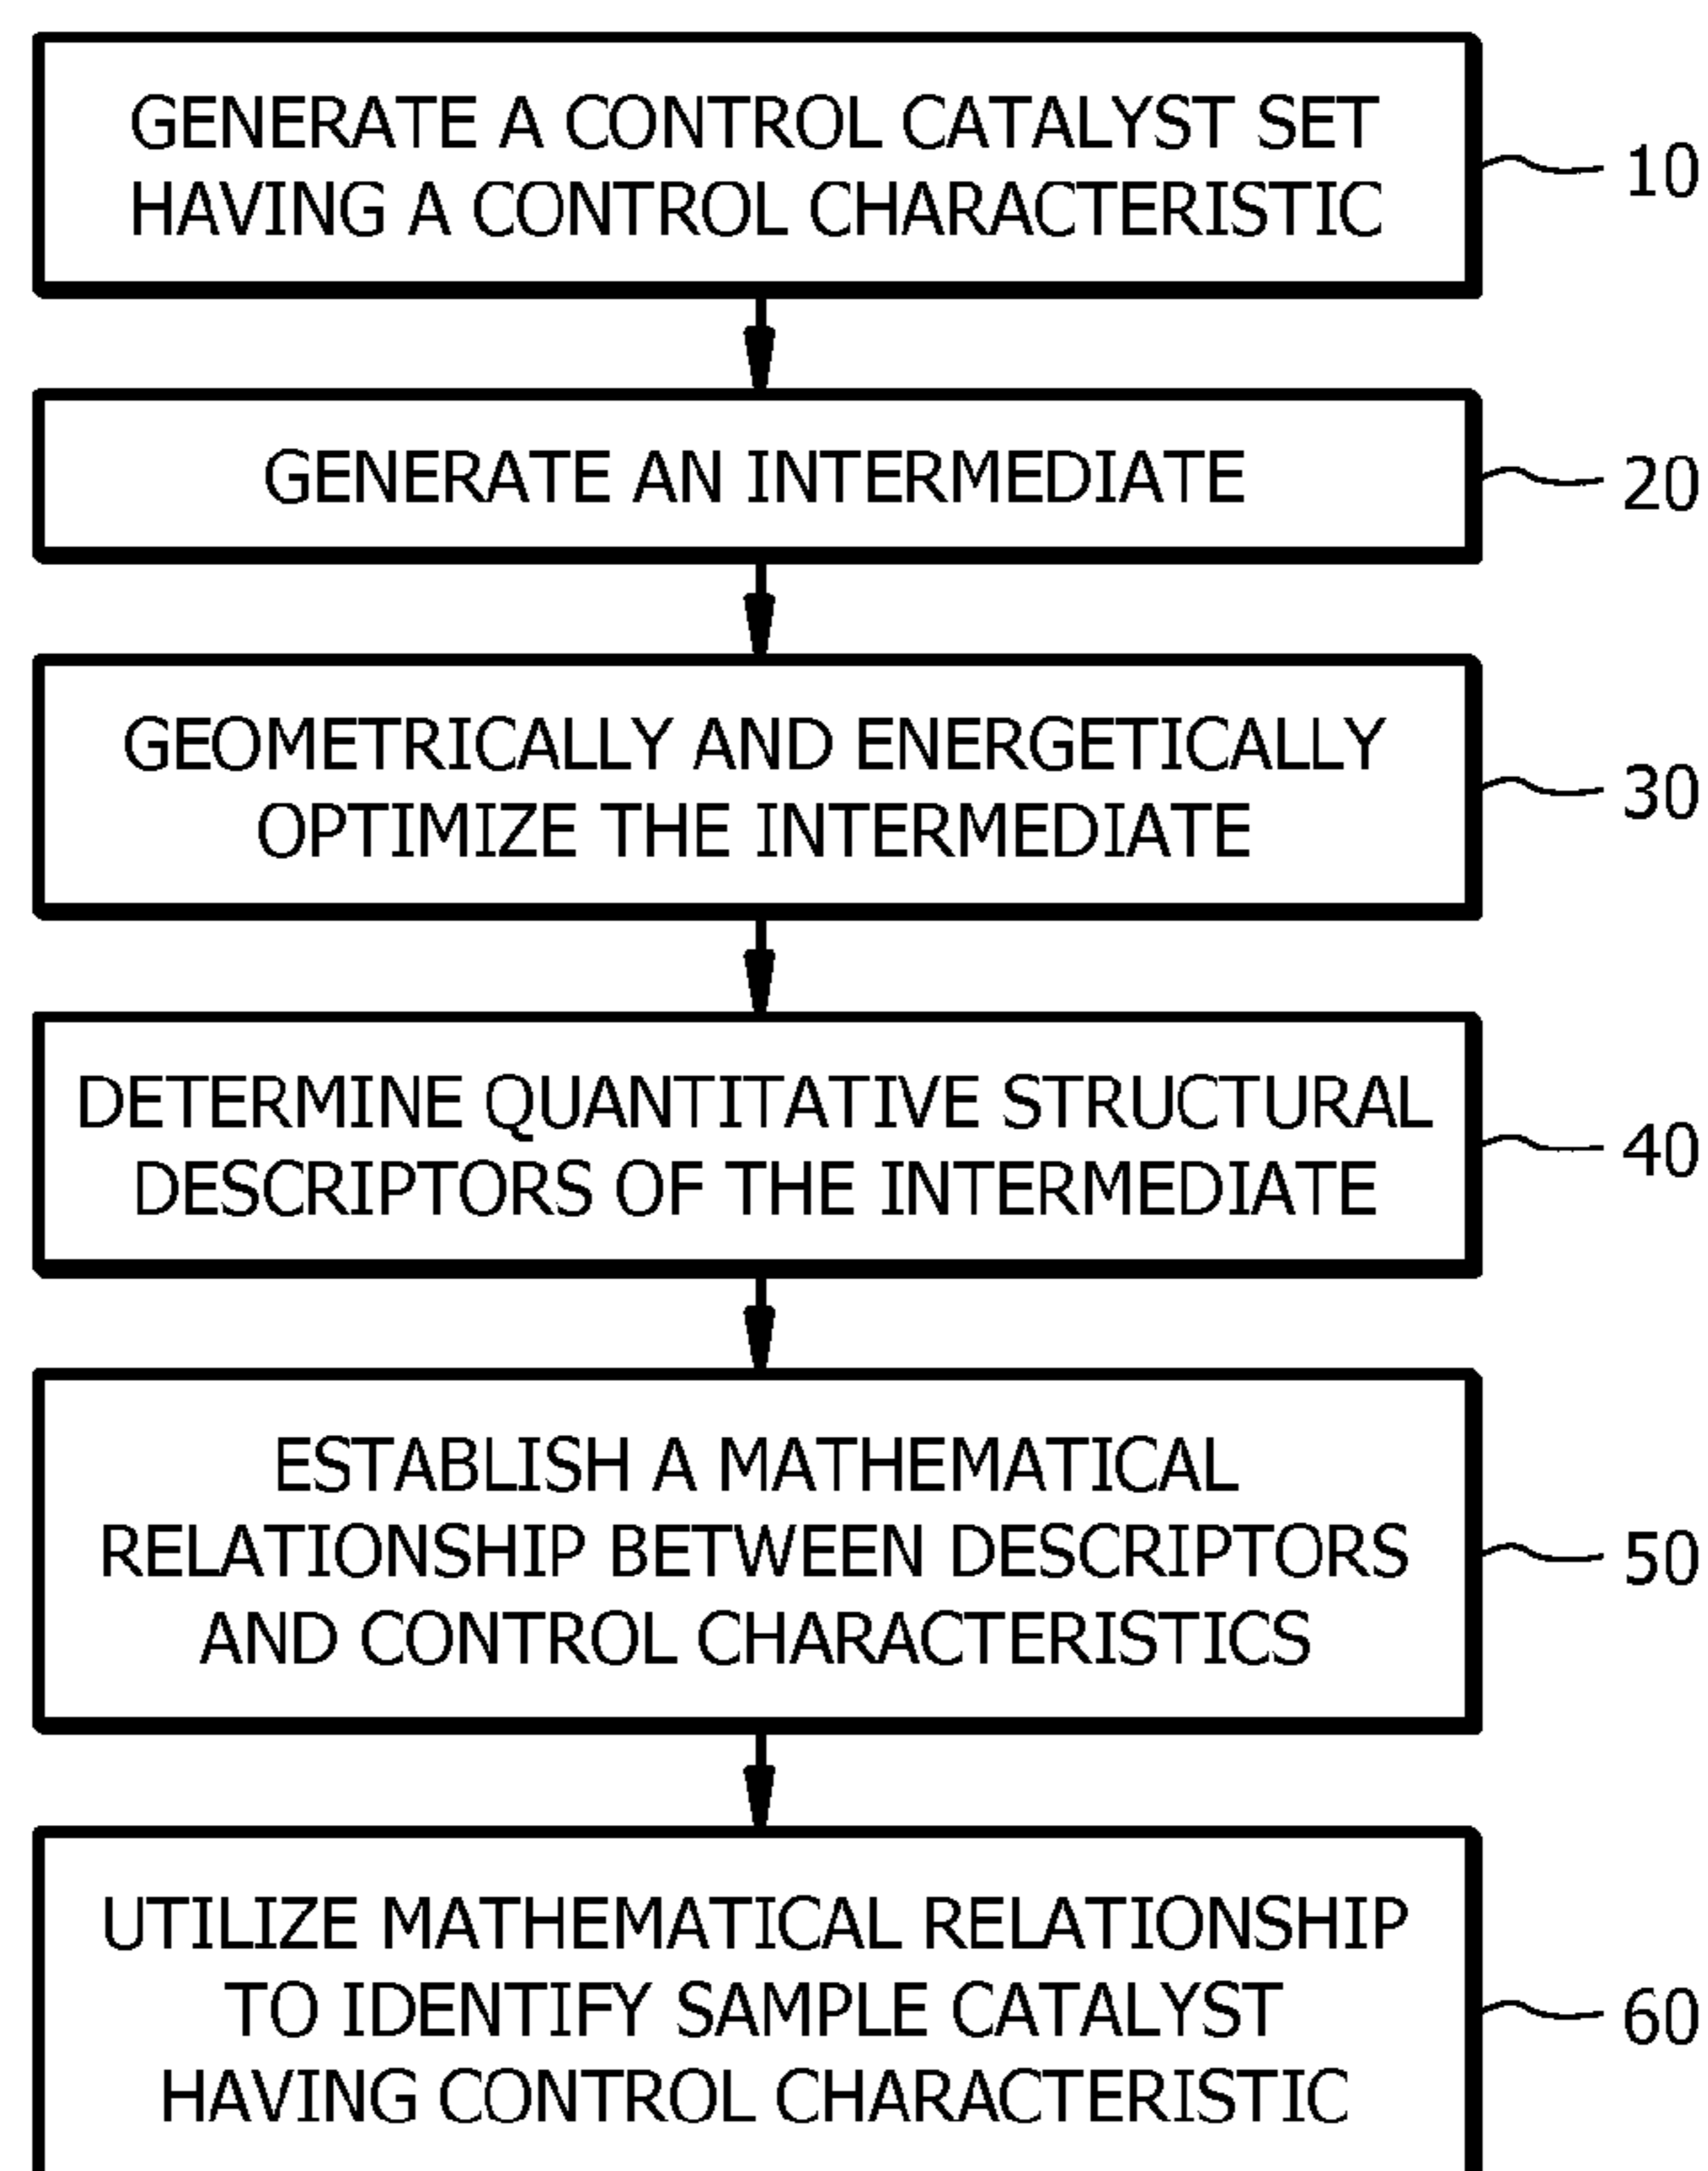 GENERATE A CONTROL CATALYST SET
HAVING A CONTROL CHARACTERISTIC
10
GENERATE AN INTERMEDIATE
20
GEOMETRICALLY AND ENERGETICALLY
OPTIMIZE THE INTERMEDIATE
30
DETERMINE QUANTITATIVE STRUCTURAL
DESCRIPTORS OF THE INTERMEDIATE
40
ESTABLISH A MATHEMATICAL
RELATIONSHIP BETWEEN DESCRIPTORS
AND CONTROL CHARACTERISTICS
50
UTILIZE MATHEMATICAL RELATIONSHIP
TO IDENTIFY SAMPLE CATALYST
HAVING CONTROL CHARACTERISTIC
60